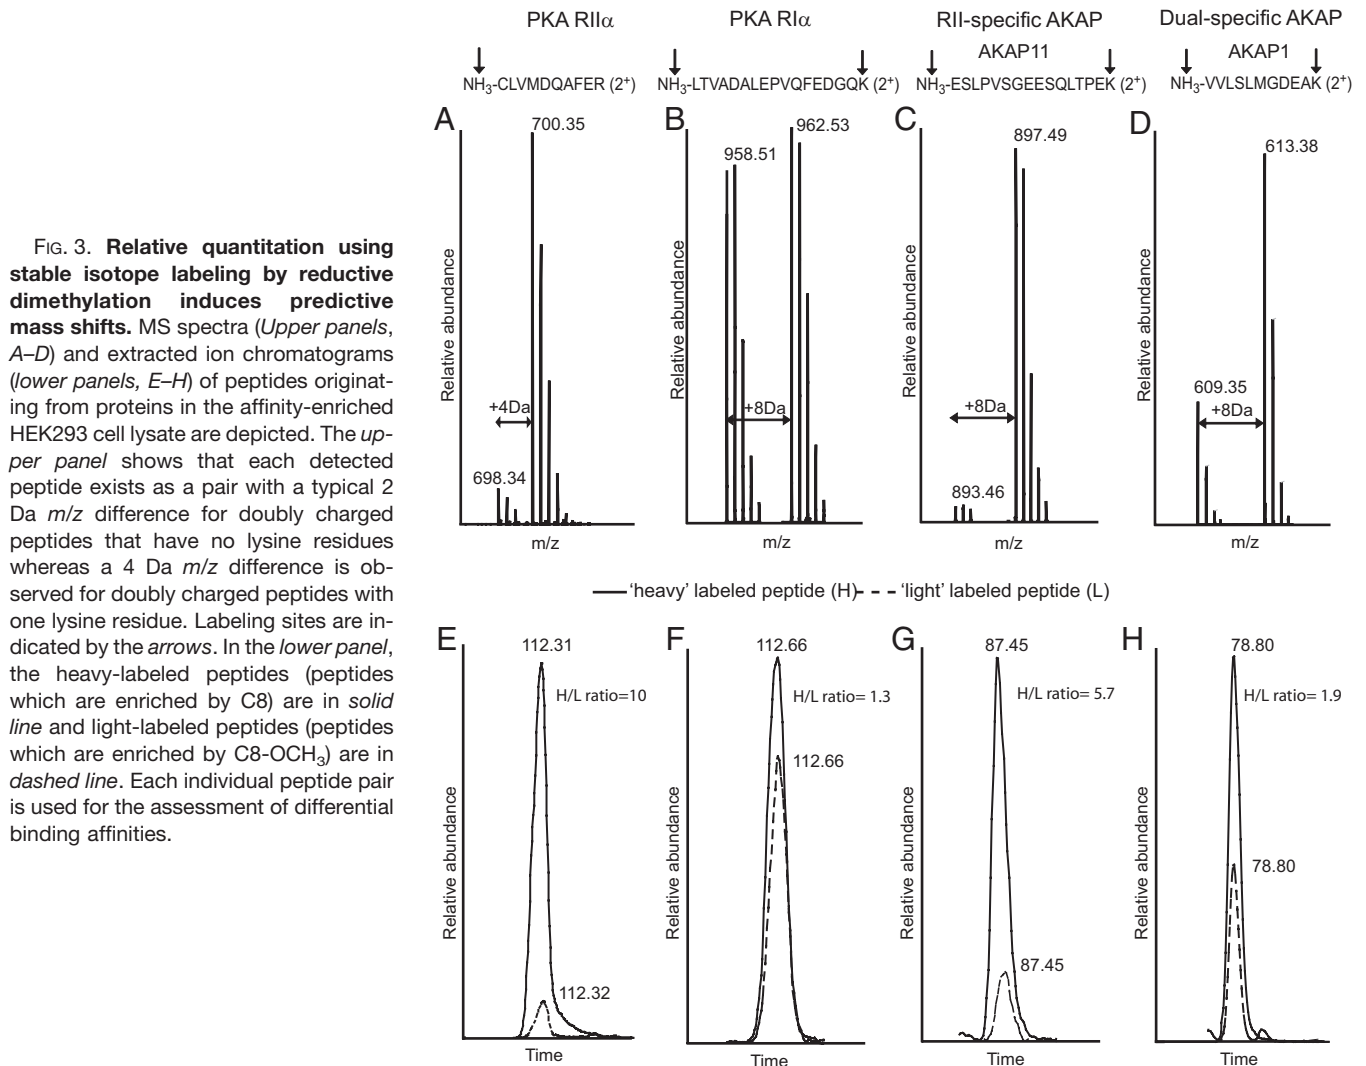 PKA RIIα
PKA RIα
RII-specific AKAP
Dual-specific AKAP
AKAP11
AKAP1
NH3-CLVMDQAFER (2+)
NH3-LTVADALEPVQFEDGQK (2+)
NH3-ESLPVSGEESQLTPEK (2+)
NH3-VVLSLMGDEAK (2+)
A
700.35
+4Da
698.34
Relative abundance
m/z
B
958.51
962.53
+8Da
Relative abundance
m/z
C
897.49
+8Da
893.46
Relative abundance
m/z
D
613.38
609.35
+8Da
Relative abundance
m/z
FIG. 3. Relative quantitation using
stable isotope labeling by reductive
dimethylation induces predictive
mass shifts. MS spectra (Upper panels,
A–D) and extracted ion chromatograms
(lower panels, E–H) of peptides originat-
ing from proteins in the affinity-enriched
HEK293 cell lysate are depicted. The up-
per panel shows that each detected
peptide exists as a pair with a typical 2
Da m/z difference for doubly charged
peptides that have no lysine residues
whereas a 4 Da m/z difference is ob-
served for doubly charged peptides with
one lysine residue. Labeling sites are in-
dicated by the arrows. In the lower panel,
the heavy-labeled peptides (peptides
which are enriched by C8) are in solid
line and light-labeled peptides (peptides
which are enriched by C8-OCH3) are in
dashed line. Each individual peptide pair
is used for the assessment of differential
binding affinities.
'heavy' labeled peptide (H)
'light' labeled peptide (L)
E
112.31
H/L ratio=10
112.32
Relative abundance
Time
F
112.66
H/L ratio= 1.3
112.66
Relative abundance
Time
G
87.45
H/L ratio= 5.7
87.45
Relative abundance
Time
H
78.80
H/L ratio= 1.9
78.80
Relative abundance
Time